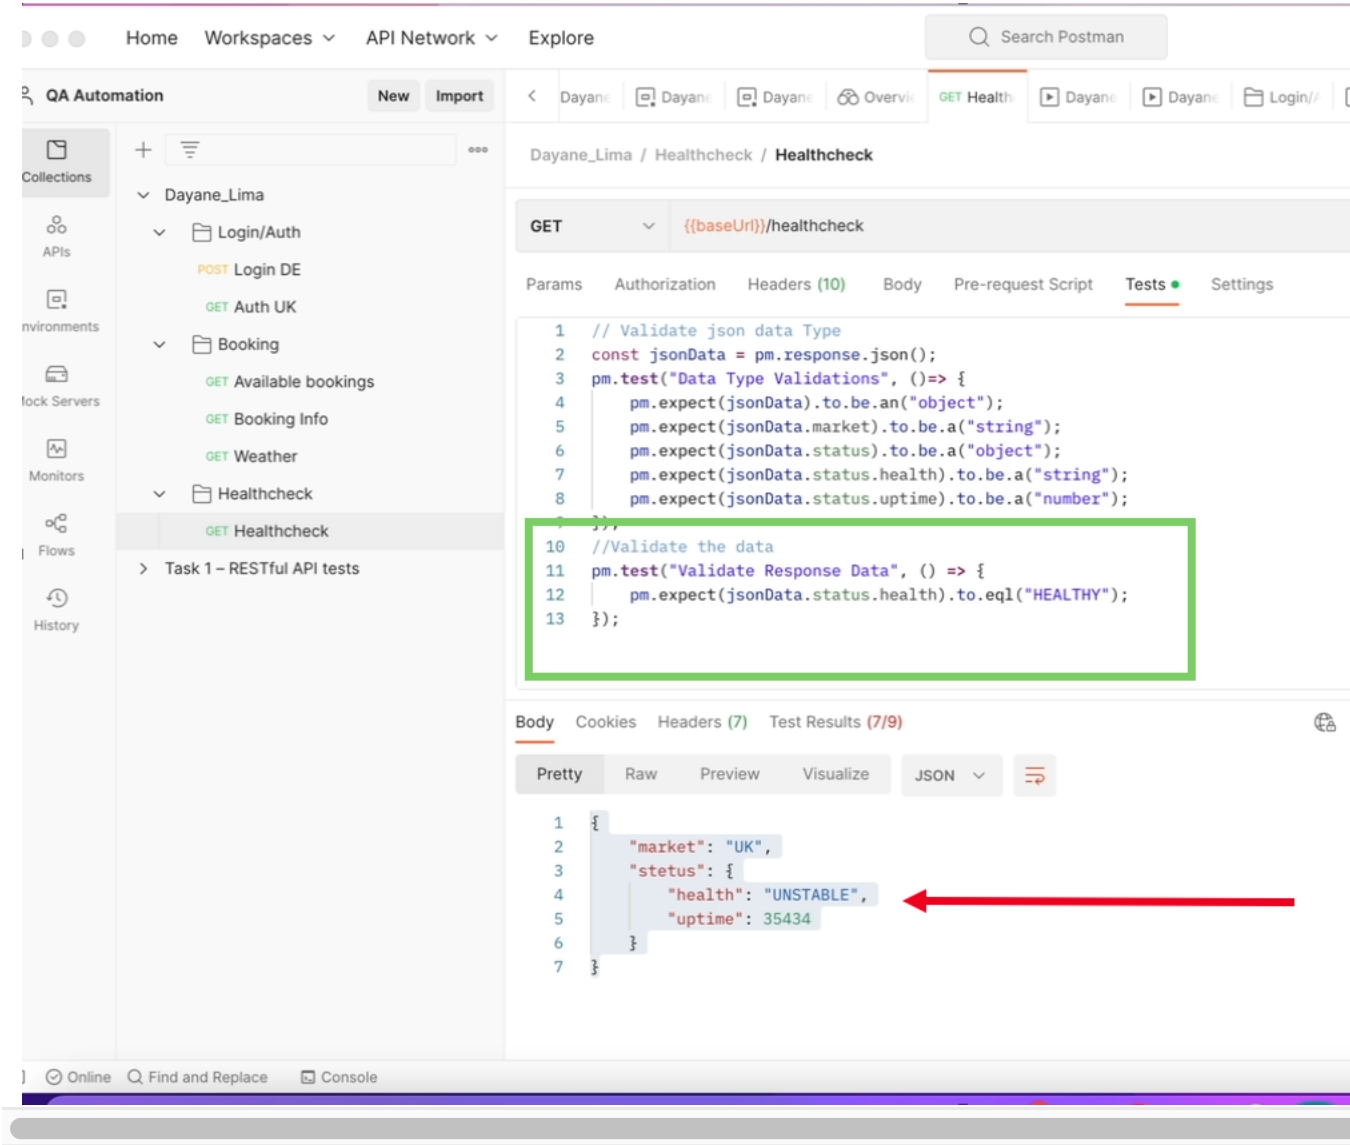 Home Workspaces API Network Explore Search Postman
QA Automation New Import
Dayane Dayane Dayane Overvi GET Health Dayane Dayane Login/A
Collections
APIs
nvironments
lock Servers
Monitors
Flows
History
Dayane_Lima
Login/Auth
POST Login DE
GET Auth UK
Booking
GET Available bookings
GET Booking Info
GET Weather
Healthcheck
GET Healthcheck
Task 1 – RESTful API tests
Dayane_Lima / Healthcheck / Healthcheck
GET {{baseUrl}}/healthcheck
Params Authorization Headers (10) Body Pre-request Script Tests Settings
1 // Validate json data Type
2 const jsonData = pm.response.json();
3 pm.test("Data Type Validations", ()=> {
4 pm.expect(jsonData).to.be.an("object");
5 pm.expect(jsonData.market).to.be.a("string");
6 pm.expect(jsonData.status).to.be.a("object");
7 pm.expect(jsonData.status.health).to.be.a("string");
8 pm.expect(jsonData.status.uptime).to.be.a("number");
9 });
10 //Validate the data
11 pm.test("Validate Response Data", () => {
12 pm.expect(jsonData.status.health).to.eql("HEALTHY");
13 });
Body Cookies Headers (7) Test Results (7/9)
Pretty Raw Preview Visualize JSON
1 {
2 "market": "UK",
3 "stetus": {
4 "health": "UNSTABLE",
5 "uptime": 35434
6 }
7 }
Online Find and Replace Console